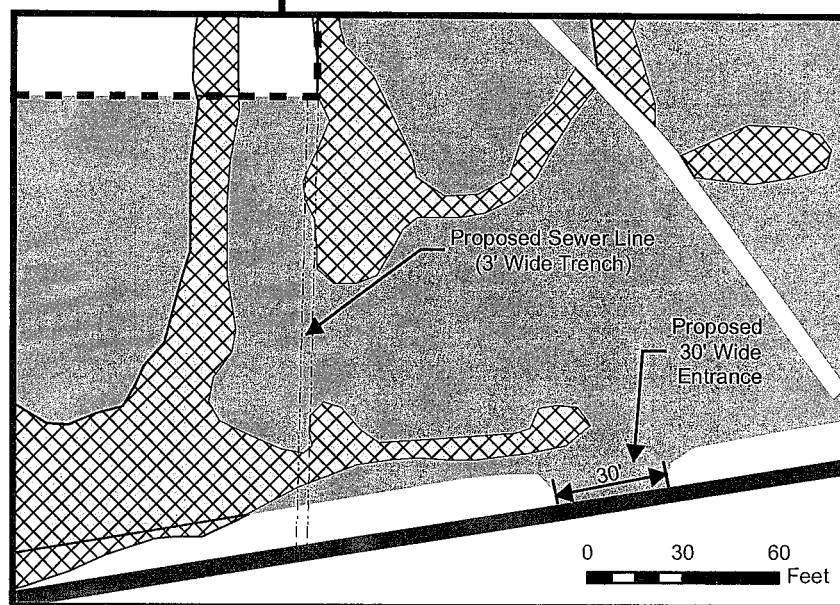 Proposed Sewer Line
(3' Wide Trench)
Proposed
30' Wide
Entrance
30'
0 30 60
Feet